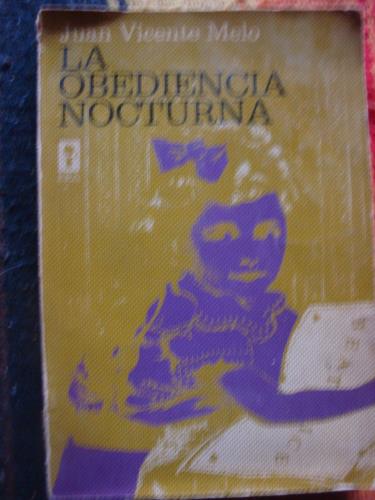 Juan Vicente Melo
LA
OBEDIENCIA
NOCTURNA